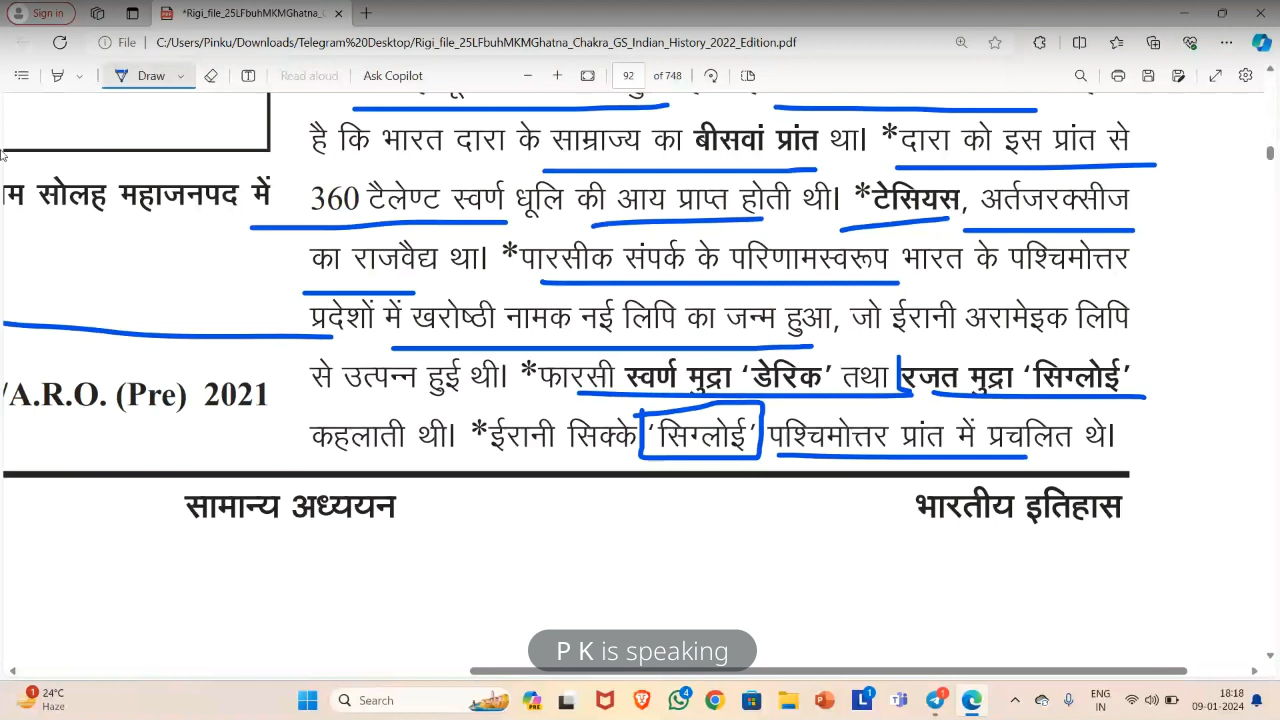 Sign in
*Rigi_file_25LFbuhMKMGhatna_C
File
C:/Users/Pinku/Downloads/Telegram%20Desktop/Rigi_file_25LFbuhMKMGhatna_Chakra_GS_Indian_History_2022_Edition.pdf
Draw
Read aloud
Ask Copilot
92 of 748
है कि भारत दारा के साम्राज्य का बीसवां प्रांत था। *दारा को इस प्रांत से
म सोलह महाजनपद में
360 टैलेण्ट स्वर्ण धूलि की आय प्राप्त होती थी। *टेसियस, अर्तजरक्सीज
का राजवैद्य था। *पारसीक संपर्क के परिणामस्वरूप भारत के पश्चिमोत्तर
प्रदेशों में खरोष्ठी नामक नई लिपि का जन्म हुआ, जो ईरानी अरामेइक लिपि
से उत्पन्न हुई थी। *फारसी स्वर्ण मुद्रा ‘डेरिक’ तथा रजत मुद्रा ‘सिग्लोई’
/A.R.O. (Pre) 2021
कहलाती थी। *ईरानी सिक्के ‘सिग्लोई’ पश्चिमोत्तर प्रांत में प्रचलित थे।
सामान्य अध्ययन
भारतीय इतिहास
P K is speaking
1
24°C
Haze
Search
4
1
1
ENG
IN
18:18
09-01-2024